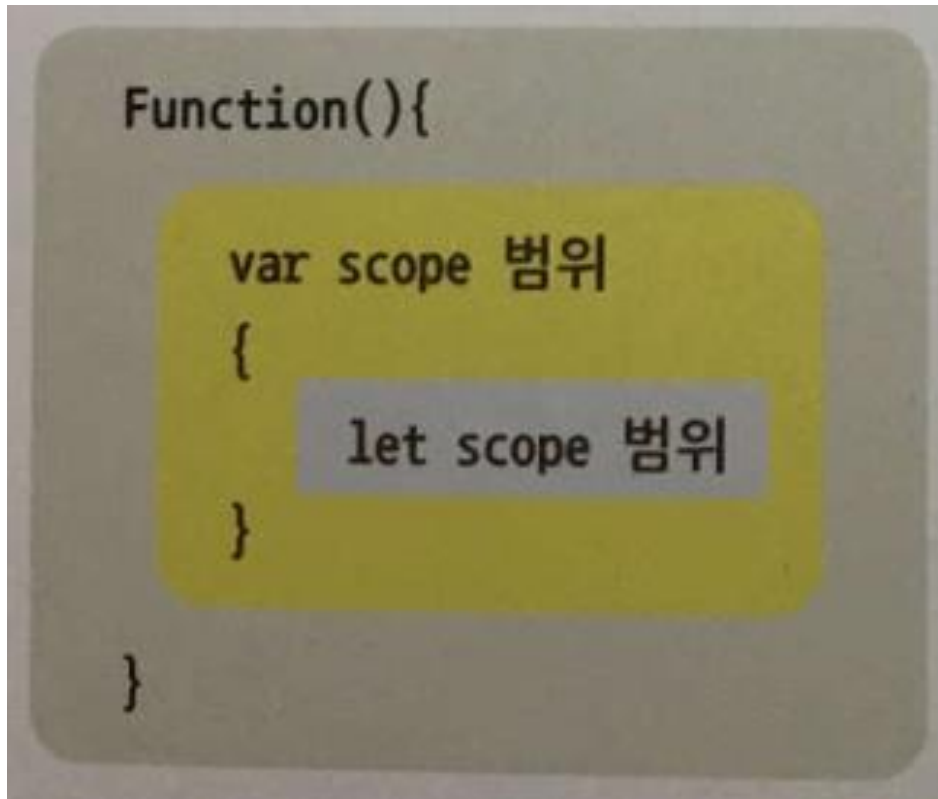 Function(){
var scope 범위
{
let scope 범위
}
}